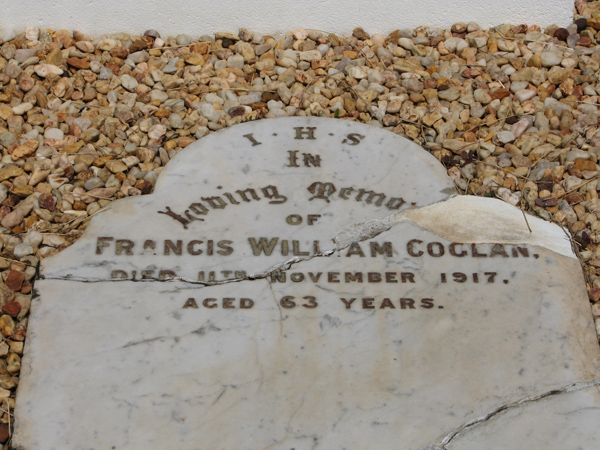 I · H · S
IN
Loving Memo
OF
FRANCIS WILLIAM COGLAN,
DIED 11TH NOVEMBER 1917,
AGED 63 YEARS.